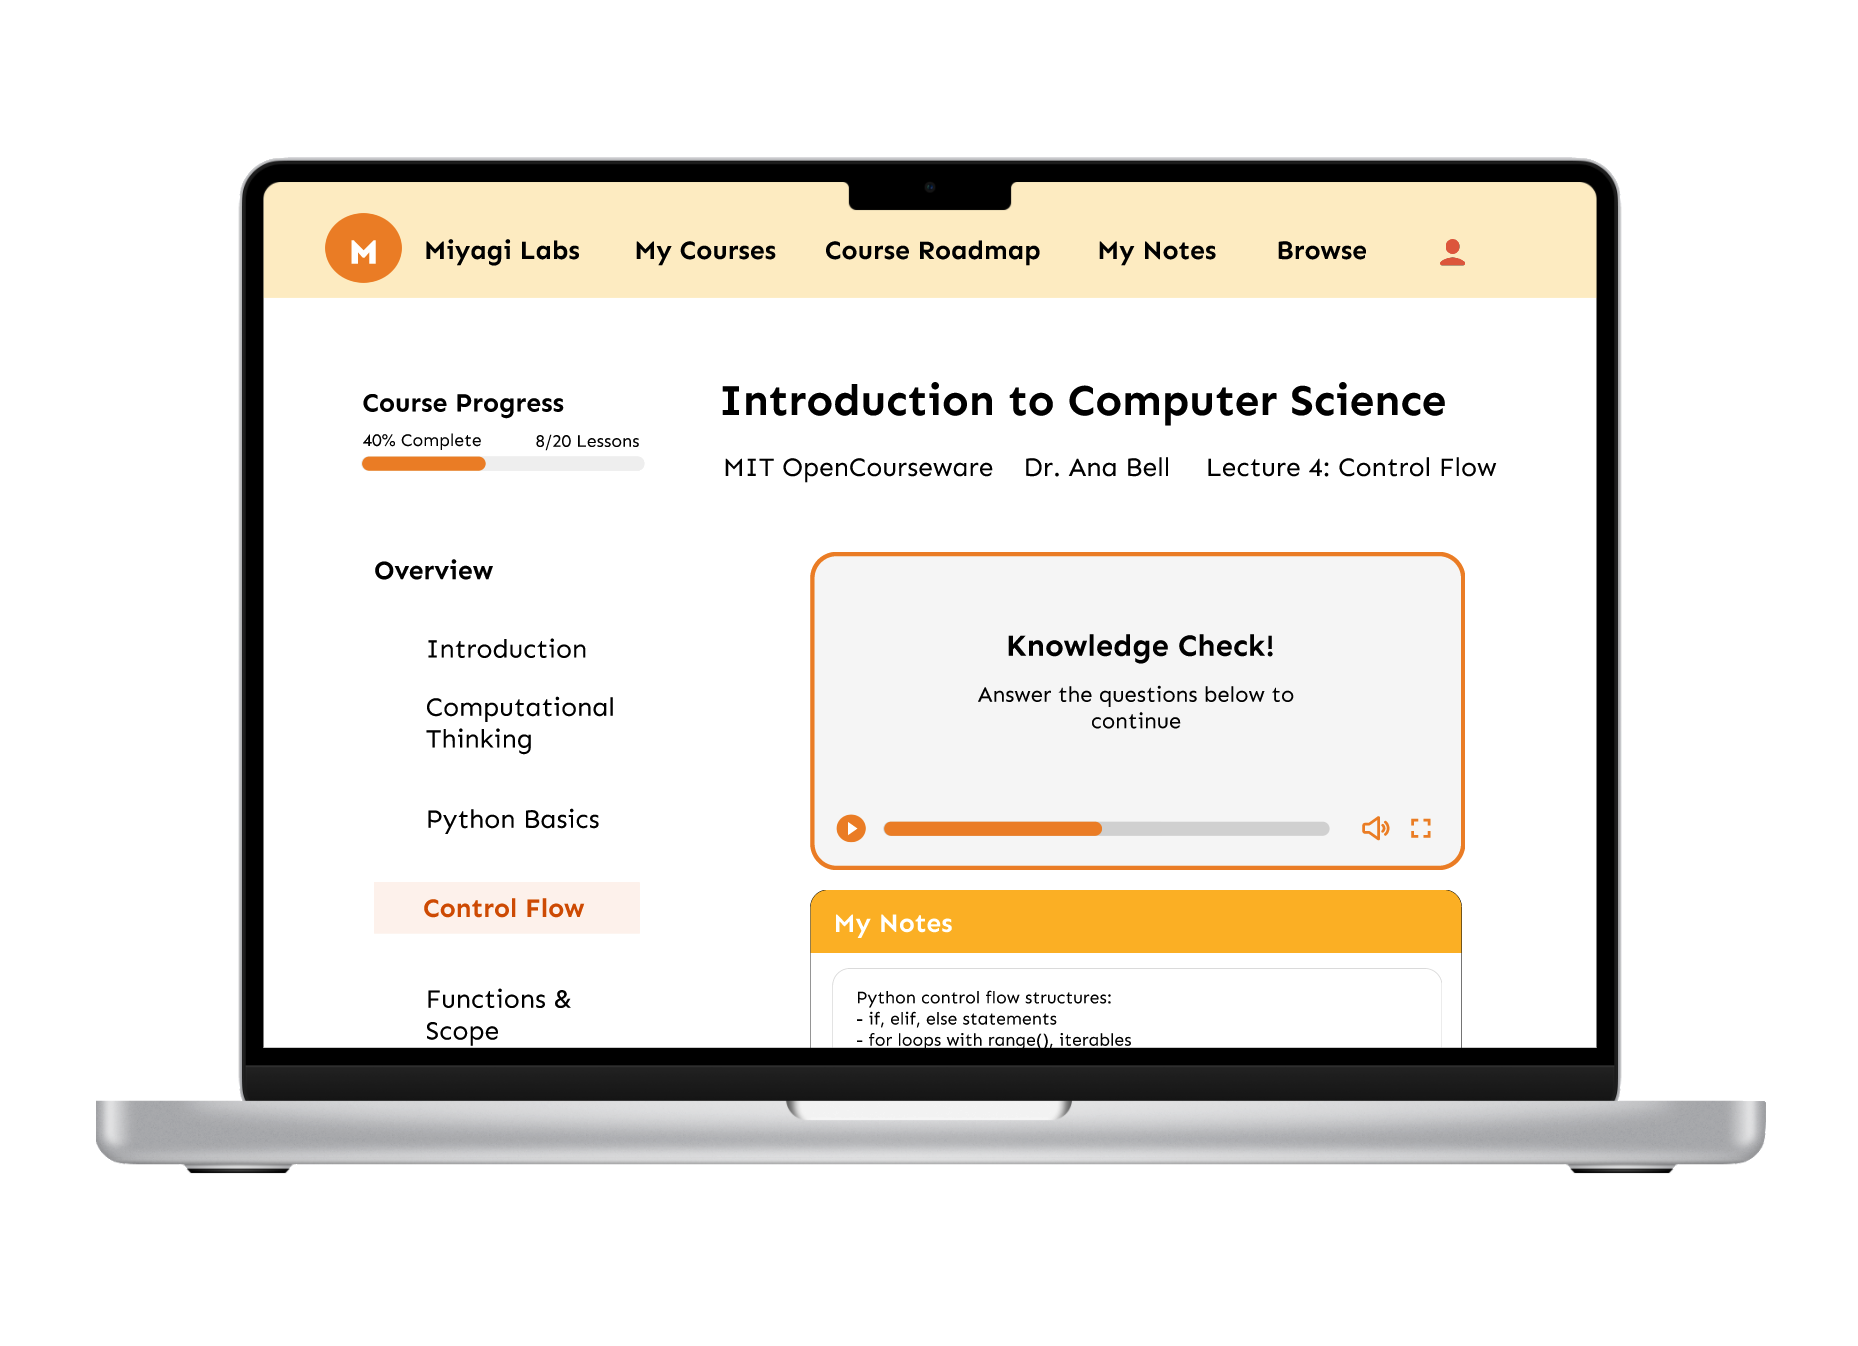 M Miyagi Labs My Courses Course Roadmap My Notes Browse
Course Progress
40% Complete 8/20 Lessons
Overview
Introduction
Computational
Thinking
Python Basics
Control Flow
Functions &
Scope
Introduction to Computer Science
MIT OpenCourseware Dr. Ana Bell Lecture 4: Control Flow
Knowledge Check!
Answer the questions below to
continue
My Notes
Python control flow structures:
- if, elif, else statements
- for loops with range(), iterables